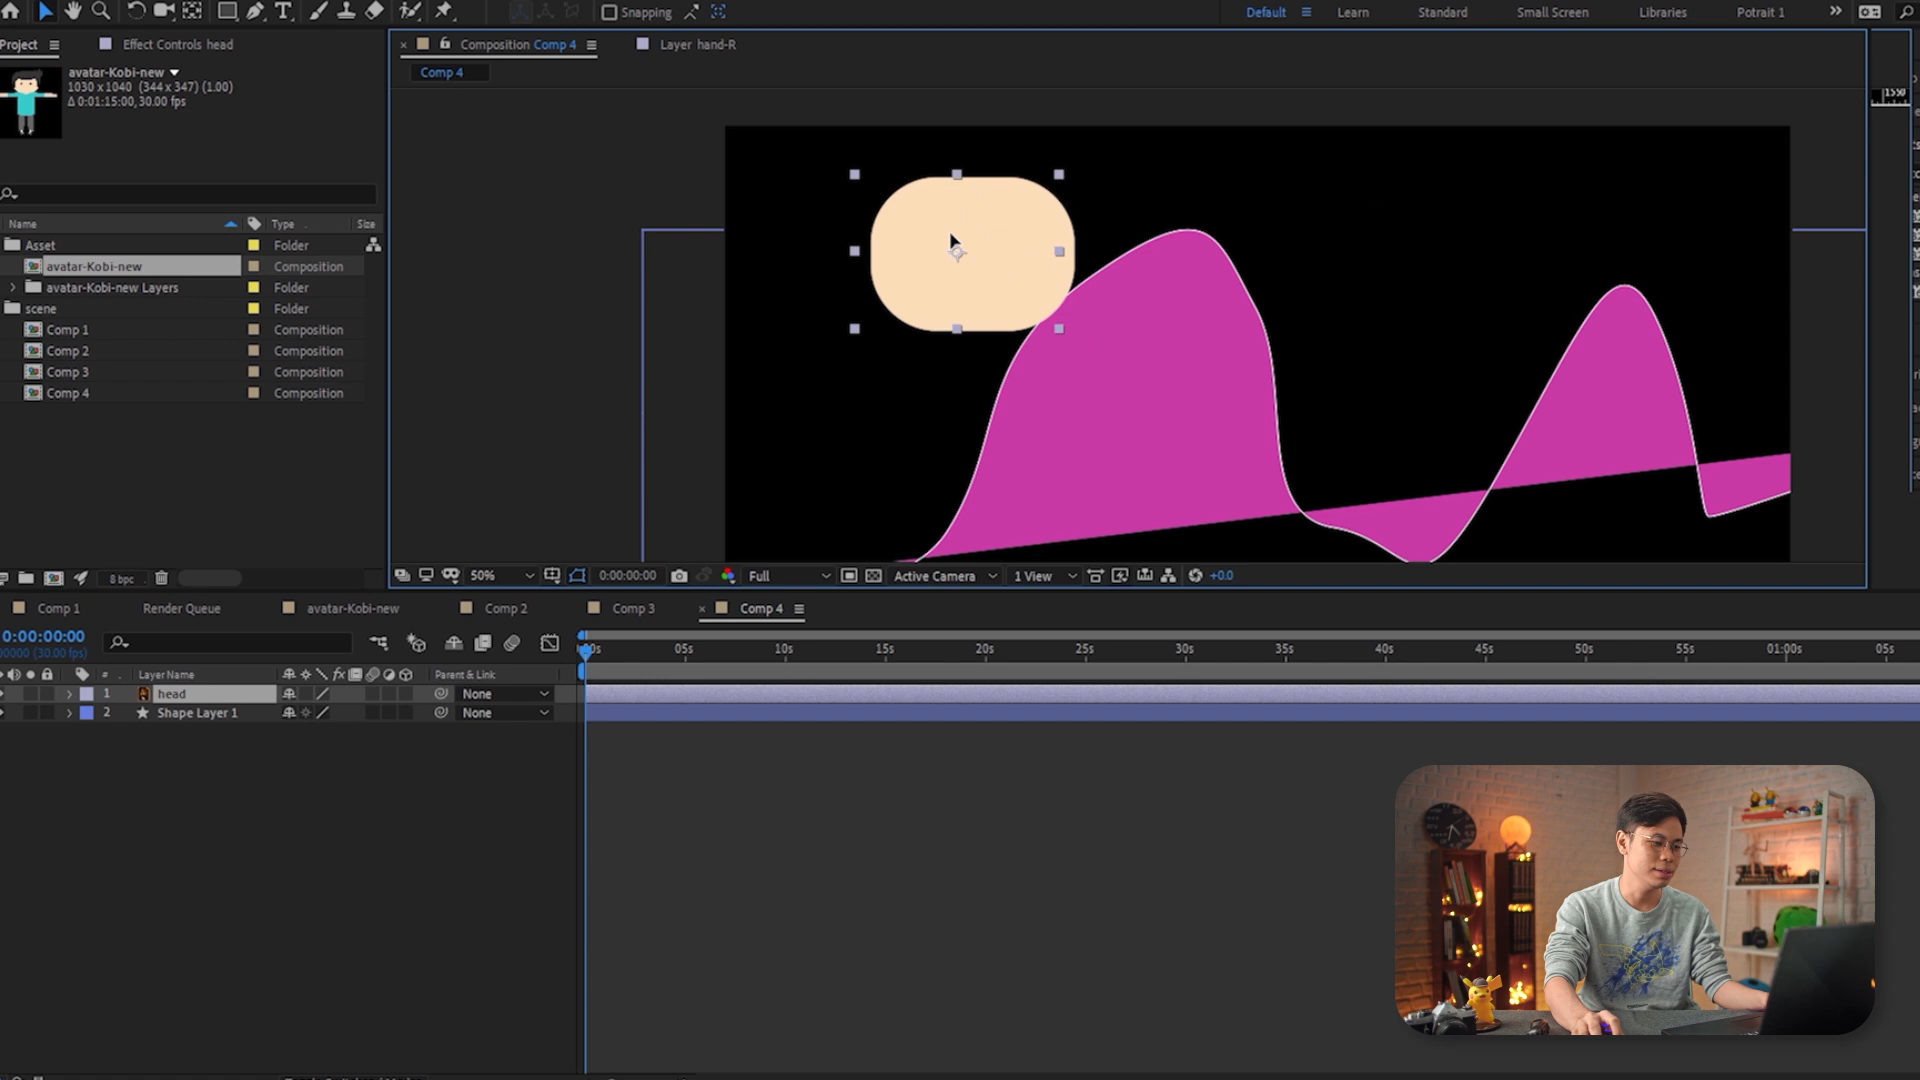 Snapping
Default
Learn
Standard
Small Screen
Libraries
Potrait 1
Project
Effect Controls head
Composition Comp 4
Layer hand-R
Comp 4
avatar-Kobi-new
1030 x 1040 (344 x 347) (1.00)
Δ 0:01:15:00, 30.00 fps
1550
Name
Type
Size
Asset
Folder
avatar-Kobi-new
Composition
avatar-Kobi-new Layers
Folder
scene
Folder
Comp 1
Composition
Comp 2
Composition
Comp 3
Composition
Comp 4
Composition
8 bpc
50%
0:00:00:00
Full
Active Camera
1 View
+0.0
Comp 1
Render Queue
avatar-Kobi-new
Comp 2
Comp 3
Comp 4
0:00:00:00
00000 (30.00 fps)
05s
10s
15s
20s
25s
30s
35s
40s
45s
50s
55s
01:00s
05s
#
Layer Name
fx
Parent & Link
1
head
None
2
Shape Layer 1
None